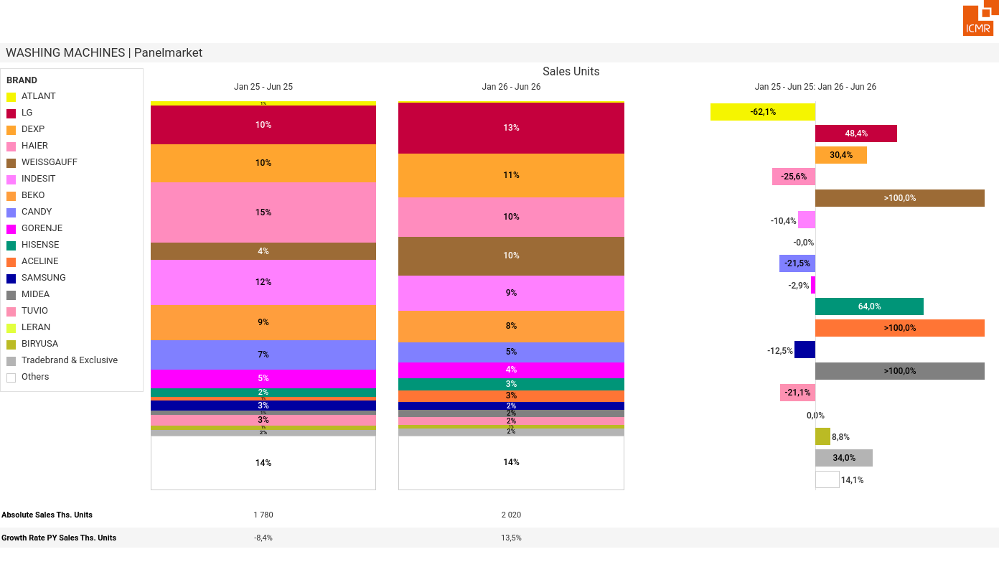 ICMR
WASHING MACHINES | Panelmarket
Sales Units
Jan 25 - Jun 25
Jan 26 - Jun 26
Jan 25 - Jun 25: Jan 26 - Jun 26
BRAND
ATLANT
LG
DEXP
HAIER
WEISSGAUFF
INDESIT
BEKO
CANDY
GORENJE
HISENSE
ACELINE
SAMSUNG
MIDEA
TUVIO
LERAN
BIRYUSA
Tradebrand & Exclusive
Others
1%
10%
10%
15%
4%
12%
9%
7%
5%
2%
1%
3%
1%
3%
1%
2%
14%
13%
11%
10%
10%
9%
8%
5%
4%
3%
3%
2%
2%
2%
1%
2%
14%
-62,1%
48,4%
30,4%
-25,6%
>100,0%
-10,4%
-0,0%
-21,5%
-2,9%
64,0%
>100,0%
-12,5%
>100,0%
-21,1%
0,0%
8,8%
34,0%
14,1%
Absolute Sales Ths. Units 1 780 2 020
Growth Rate PY Sales Ths. Units -8,4% 13,5%